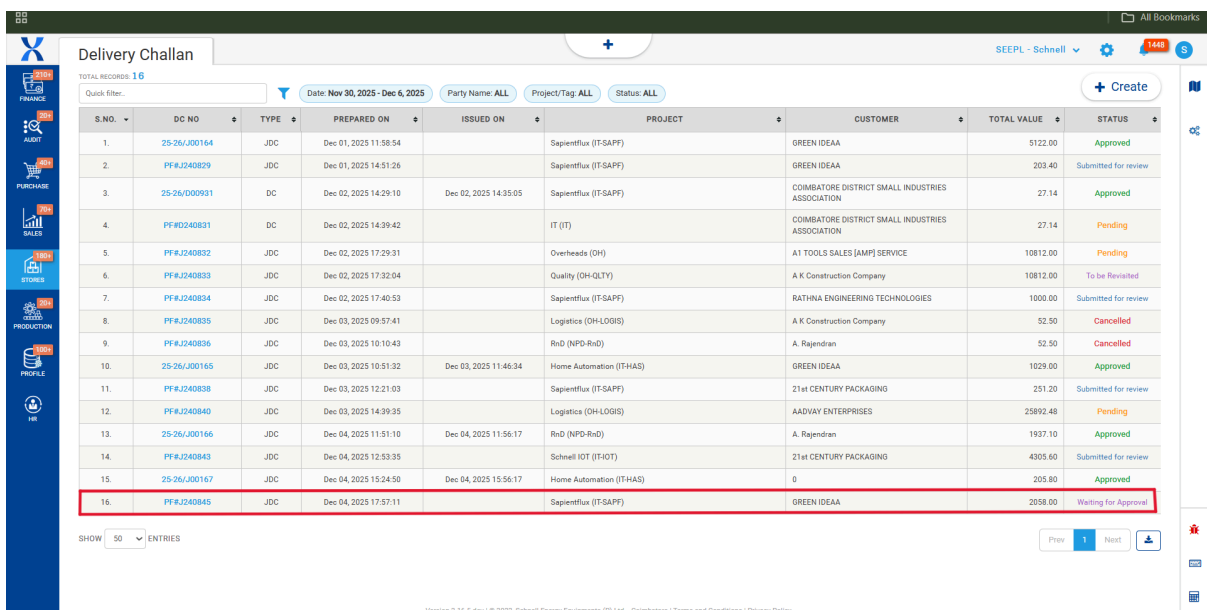 All Bookmarks
Delivery Challan
+
SEEPL - Schnell
1448
S
TOTAL RECORDS: 16
Quick filter..
Date: Nov 30, 2025 - Dec 6, 2025
Party Name: ALL
Project/Tag: ALL
Status: ALL
+ Create
210+
FINANCE
20+
AUDIT
40+
PURCHASE
70+
SALES
180+
STORES
20+
PRODUCTION
100+
PROFILE
HR
S.NO. DC NO TYPE PREPARED ON ISSUED ON PROJECT CUSTOMER TOTAL VALUE STATUS
1. 25-26/J00164 JDC Dec 01, 2025 11:58:54 Sapientflux (IT-SAPF) GREEN IDEAA 5122.00 Approved
2. PF#J240829 JDC Dec 01, 2025 14:51:26 Sapientflux (IT-SAPF) GREEN IDEAA 203.40 Submitted for review
3. 25-26/D00931 DC Dec 02, 2025 14:29:10 Dec 02, 2025 14:35:05 Sapientflux (IT-SAPF) COIMBATORE DISTRICT SMALL INDUSTRIES 27.14 Approved
ASSOCIATION
4. PF#D240831 DC Dec 02, 2025 14:39:42 IT (IT) COIMBATORE DISTRICT SMALL INDUSTRIES 27.14 Pending
ASSOCIATION
5. PF#J240832 JDC Dec 02, 2025 17:29:31 Overheads (OH) A1 TOOLS SALES [AMP] SERVICE 10812.00 Pending
6. PF#J240833 JDC Dec 02, 2025 17:32:04 Quality (OH-QLTY) A K Construction Company 10812.00 To be Revisited
7. PF#J240834 JDC Dec 02, 2025 17:40:53 Sapientflux (IT-SAPF) RATHNA ENGINEERING TECHNOLOGIES 1000.00 Submitted for review
8. PF#J240835 JDC Dec 03, 2025 09:57:41 Logistics (OH-LOGIS) A K Construction Company 52.50 Cancelled
9. PF#J240836 JDC Dec 03, 2025 10:10:43 RnD (NPD-RnD) A. Rajendran 52.50 Cancelled
10. 25-26/J00165 JDC Dec 03, 2025 10:51:32 Dec 03, 2025 11:46:34 Home Automation (IT-HAS) GREEN IDEAA 1029.00 Approved
11. PF#J240838 JDC Dec 03, 2025 12:21:03 Sapientflux (IT-SAPF) 21st CENTURY PACKAGING 251.20 Submitted for review
12. PF#J240840 JDC Dec 03, 2025 14:39:35 Logistics (OH-LOGIS) AADVAY ENTERPRISES 25892.48 Pending
13. 25-26/J00166 JDC Dec 04, 2025 11:51:10 Dec 04, 2025 11:56:17 RnD (NPD-RnD) A. Rajendran 1937.10 Approved
14. PF#J240843 JDC Dec 04, 2025 12:53:35 Schnell IOT (IT-IOT) 21st CENTURY PACKAGING 4305.60 Submitted for review
15. 25-26/J00167 JDC Dec 04, 2025 15:24:50 Dec 04, 2025 15:56:17 Home Automation (IT-HAS) 0 205.80 Approved
16. PF#J240845 JDC Dec 04, 2025 17:57:11 Sapientflux (IT-SAPF) GREEN IDEAA 2058.00 Waiting for Approval
SHOW 50 ENTRIES
Prev 1 Next